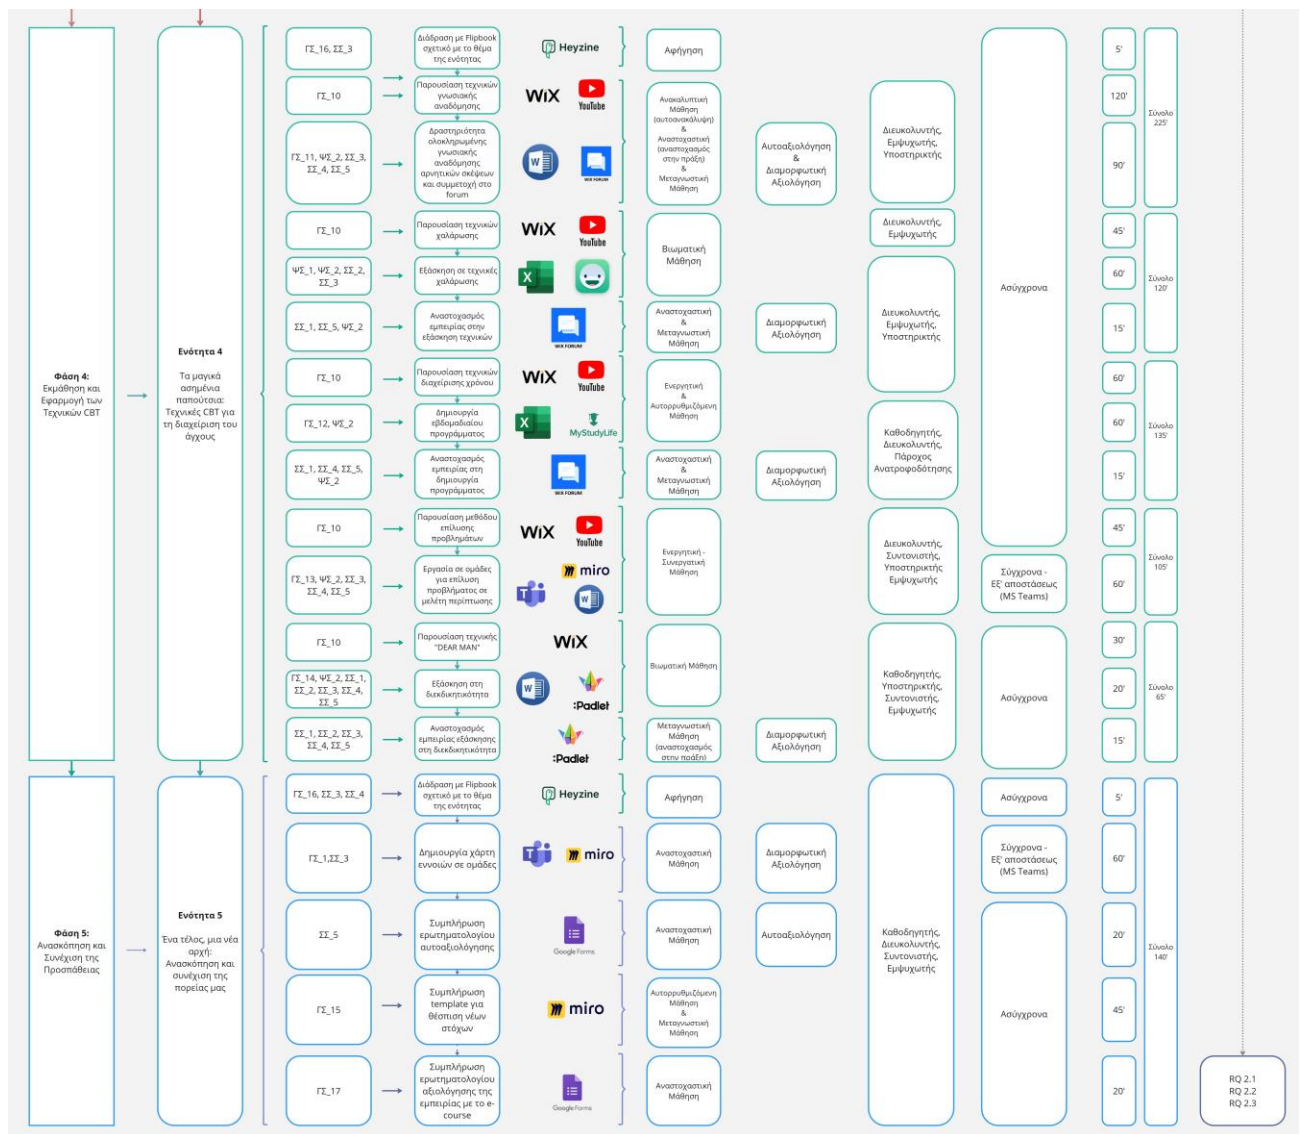 Φάση 4:
Εκμάθηση και
Εφαρμογή των
Τεχνικών CBT
Ενότητα 4
Τα μαγικά
ασημένια
παπούτσια:
Τεχνικές CBT για
τη διαχείριση του
άγχους
ΓΣ_16, ΣΣ_3
Διάδραση με Flipbook
σχετικό με το θέμα
της ενότητας
Heyzine
Αφήγηση
5'
ΓΣ_10
Παρουσίαση τεχνικών
γνωσιακής
αναδόμησης
WiX
YouTube
120'
ΓΣ_11, ΨΣ_2, ΣΣ_3,
ΣΣ_4, ΣΣ_5
Δραστηριότητα
ολοκληρωμένης
γνωσιακής
αναδόμησης
αρνητικών σκέψεων
και συμμετοχή στο
forum
WIX FORUM
Ανακαλυπτική
Μάθηση
(αυτοανακάλυψη)
&
Αναστοχαστική
(αναστοχασμός
στην πράξη)
&
Μεταγνωστική
Μάθηση
Αυτοαξιολόγηση
&
Διαμορφωτική
Αξιολόγηση
Διευκολυντής,
Εμψυχωτής,
Υποστηρικτής
90'
Σύνολο
225'
ΓΣ_10
Παρουσίαση τεχνικών
χαλάρωσης
WiX
YouTube
Διευκολυντής,
Εμψυχωτής
45'
ΨΣ_1, ΨΣ_2, ΣΣ_2,
ΣΣ_3
Εξάσκηση σε τεχνικές
χαλάρωσης
Βιωματική
Μάθηση
60'
ΣΣ_1, ΣΣ_5, ΨΣ_2
Αναστοχασμός
εμπειρίας στην
εξάσκηση τεχνικών
WIX FORUM
Αναστοχαστική
&
Μεταγνωστική
Μάθηση
Διαμορφωτική
Αξιολόγηση
Διευκολυντής,
Εμψυχωτής,
Υποστηρικτής
Ασύγχρονα
15'
Σύνολο
120'
ΓΣ_10
Παρουσίαση τεχνικών
διαχείρισης χρόνου
WiX
YouTube
60'
ΓΣ_12, ΨΣ_2
Δημιουργία
εβδομαδιαίου
προγράμματος
MyStudyLife
Ενεργητική
&
Αυτορρυθμιζόμενη
Μάθηση
60'
ΣΣ_1, ΣΣ_4, ΣΣ_5,
ΨΣ_2
Αναστοχασμός
εμπειρίας στη
δημιουργία
προγράμματος
WIX FORUM
Αναστοχαστική
&
Μεταγνωστική
Μάθηση
Διαμορφωτική
Αξιολόγηση
Καθοδηγητής,
Διευκολυντής,
Πάροχος
Ανατροφοδότησης
15'
Σύνολο
135'
ΓΣ_10
Παρουσίαση μεθόδου
επίλυσης
προβλημάτων
WiX
YouTube
45'
ΓΣ_13, ΨΣ_2, ΣΣ_3,
ΣΣ_4, ΣΣ_5
Εργασία σε ομάδες
για επίλυση
προβλήματος σε
μελέτη περίπτωσης
miro
Ενεργητική -
Συνεργατική
Μάθηση
Διευκολυντής,
Συντονιστής,
Υποστηρικτής
Εμψυχωτής
Σύγχρονα -
Εξ' αποστάσεως
(MS Teams)
60'
Σύνολο
105'
ΓΣ_10
Παρουσίαση τεχνικής
"DEAR MAN"
WiX
30'
ΓΣ_14, ΨΣ_2, ΣΣ_1,
ΣΣ_2, ΣΣ_3, ΣΣ_4,
ΣΣ_5
Εξάσκηση στη
διεκδικητικότητα
:Padlet
Βιωματική Μάθηση
20'
ΣΣ_1, ΣΣ_2, ΣΣ_3,
ΣΣ_4, ΣΣ_5
Αναστοχασμός
εμπειρίας εξάσκησης
στη διεκδικητικότητα
:Padlet
Μεταγνωστική
Μάθηση
(αναστοχασμός
στην πράξη)
Διαμορφωτική
Αξιολόγηση
Καθοδηγητής,
Υποστηρικτής,
Συντονιστής,
Εμψυχωτής
Ασύγχρονα
15'
Σύνολο
65'
Φάση 5:
Ανασκόπηση και
Συνέχιση της
Προσπάθειας
Ενότητα 5
Ένα τέλος, μια νέα
αρχή:
Ανασκόπηση και
συνέχιση της
πορείας μας
ΓΣ_16, ΣΣ_3, ΣΣ_4
Διάδραση με Flipbook
σχετικό με το θέμα
της ενότητας
Heyzine
Αφήγηση
Ασύγχρονα
5'
ΓΣ_1,ΣΣ_3
Δημιουργία χάρτη
εννοιών σε ομάδες
miro
Αναστοχαστική
Μάθηση
Διαμορφωτική
Αξιολόγηση
Σύγχρονα -
Εξ' αποστάσεως
(MS Teams)
60'
ΣΣ_5
Συμπλήρωση
ερωτηματολογίου
αυτοαξιολόγησης
Google Forms
Αναστοχαστική
Μάθηση
Αυτοαξιολόγηση
Καθοδηγητής,
Διευκολυντής,
Συντονιστής,
Εμψυχωτής
20'
Σύνολο
140'
ΓΣ_15
Συμπλήρωση
template για
θέσπιση νέων
στόχων
miro
Αυτορρυθμιζόμενη
Μάθηση
&
Μεταγνωστική
Μάθηση
Ασύγχρονα
45'
ΓΣ_17
Συμπλήρωση
ερωτηματολογίου
αξιολόγησης της
εμπειρίας με το e-
course
Google Forms
Αναστοχαστική
Μάθηση
20'
RQ 2.1
RQ 2.2
RQ 2.3